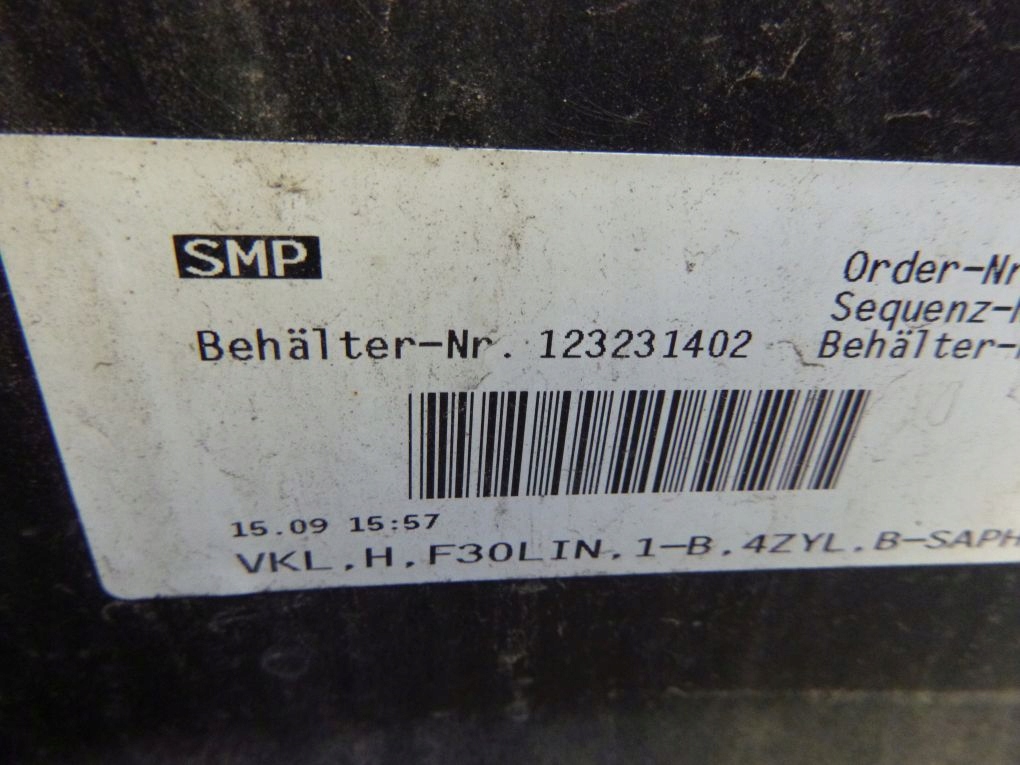 SMP
Order-Nr
Sequenz-
Behälter-Nr. 123231402
Behälter-
15.09 15:57
VKL.H.F30LIN.1-B.4ZYL.B-SAPH